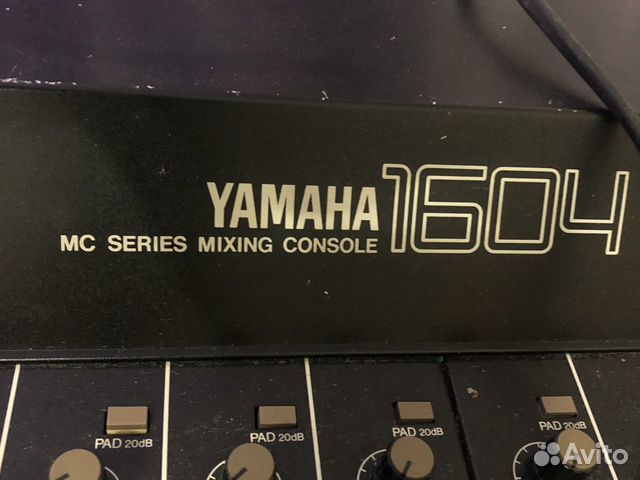 YAMAHA 1604
MC SERIES MIXING CONSOLE
PAD 20dB PAD 20dB PAD 20dB PAD 20dB
Avito